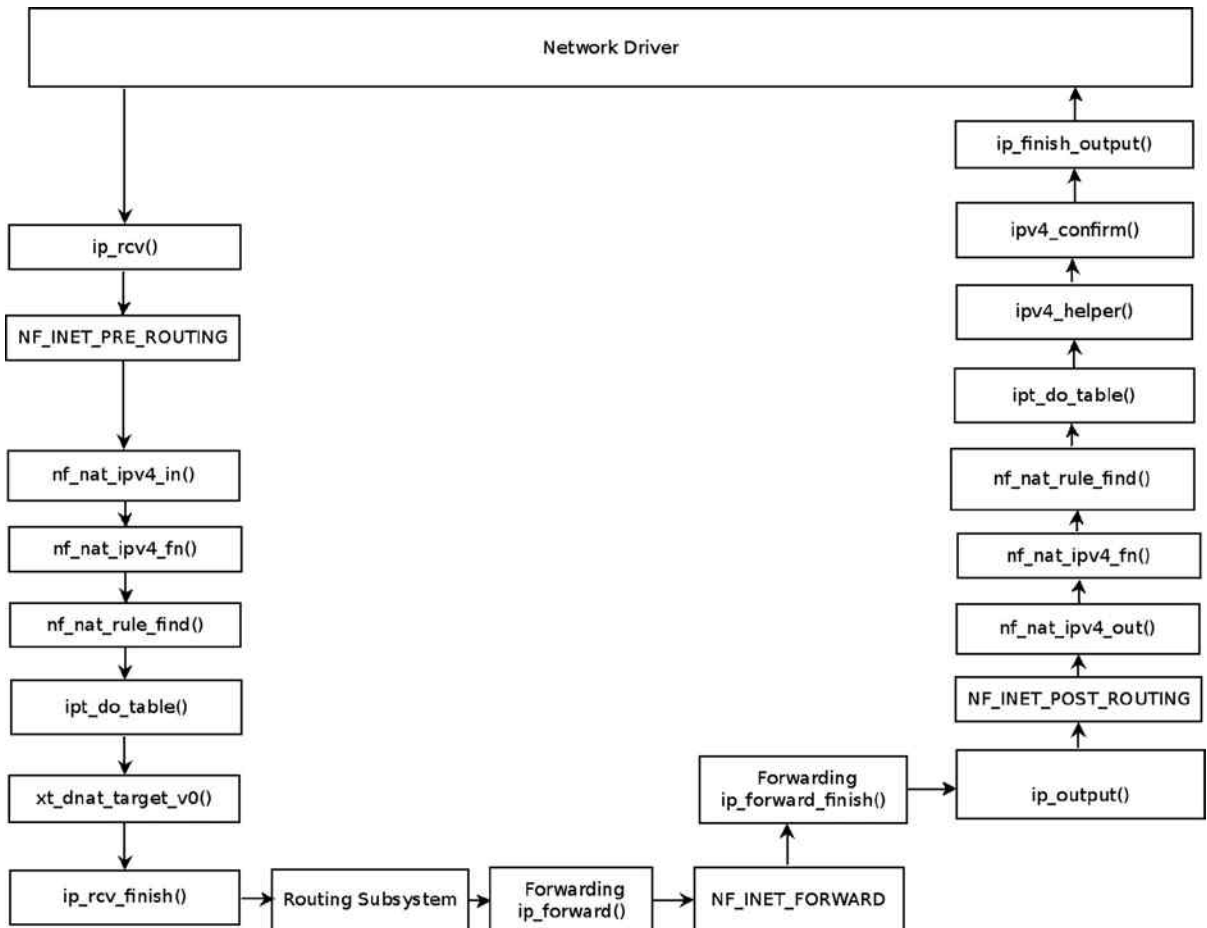 Network Driver
ip_rcv()
NF_INET_PRE_ROUTING
nf_nat_ipv4_in()
nf_nat_ipv4_fn()
nf_nat_rule_find()
ipt_do_table()
xt_dnat_target_v0()
ip_rcv_finish()
Routing Subsystem
Forwarding
ip_forward()
NF_INET_FORWARD
Forwarding
ip_forward_finish()
ip_output()
NF_INET_POST_ROUTING
nf_nat_ipv4_out()
nf_nat_ipv4_fn()
nf_nat_rule_find()
ipt_do_table()
ipv4_helper()
ipv4_confirm()
ip_finish_output()